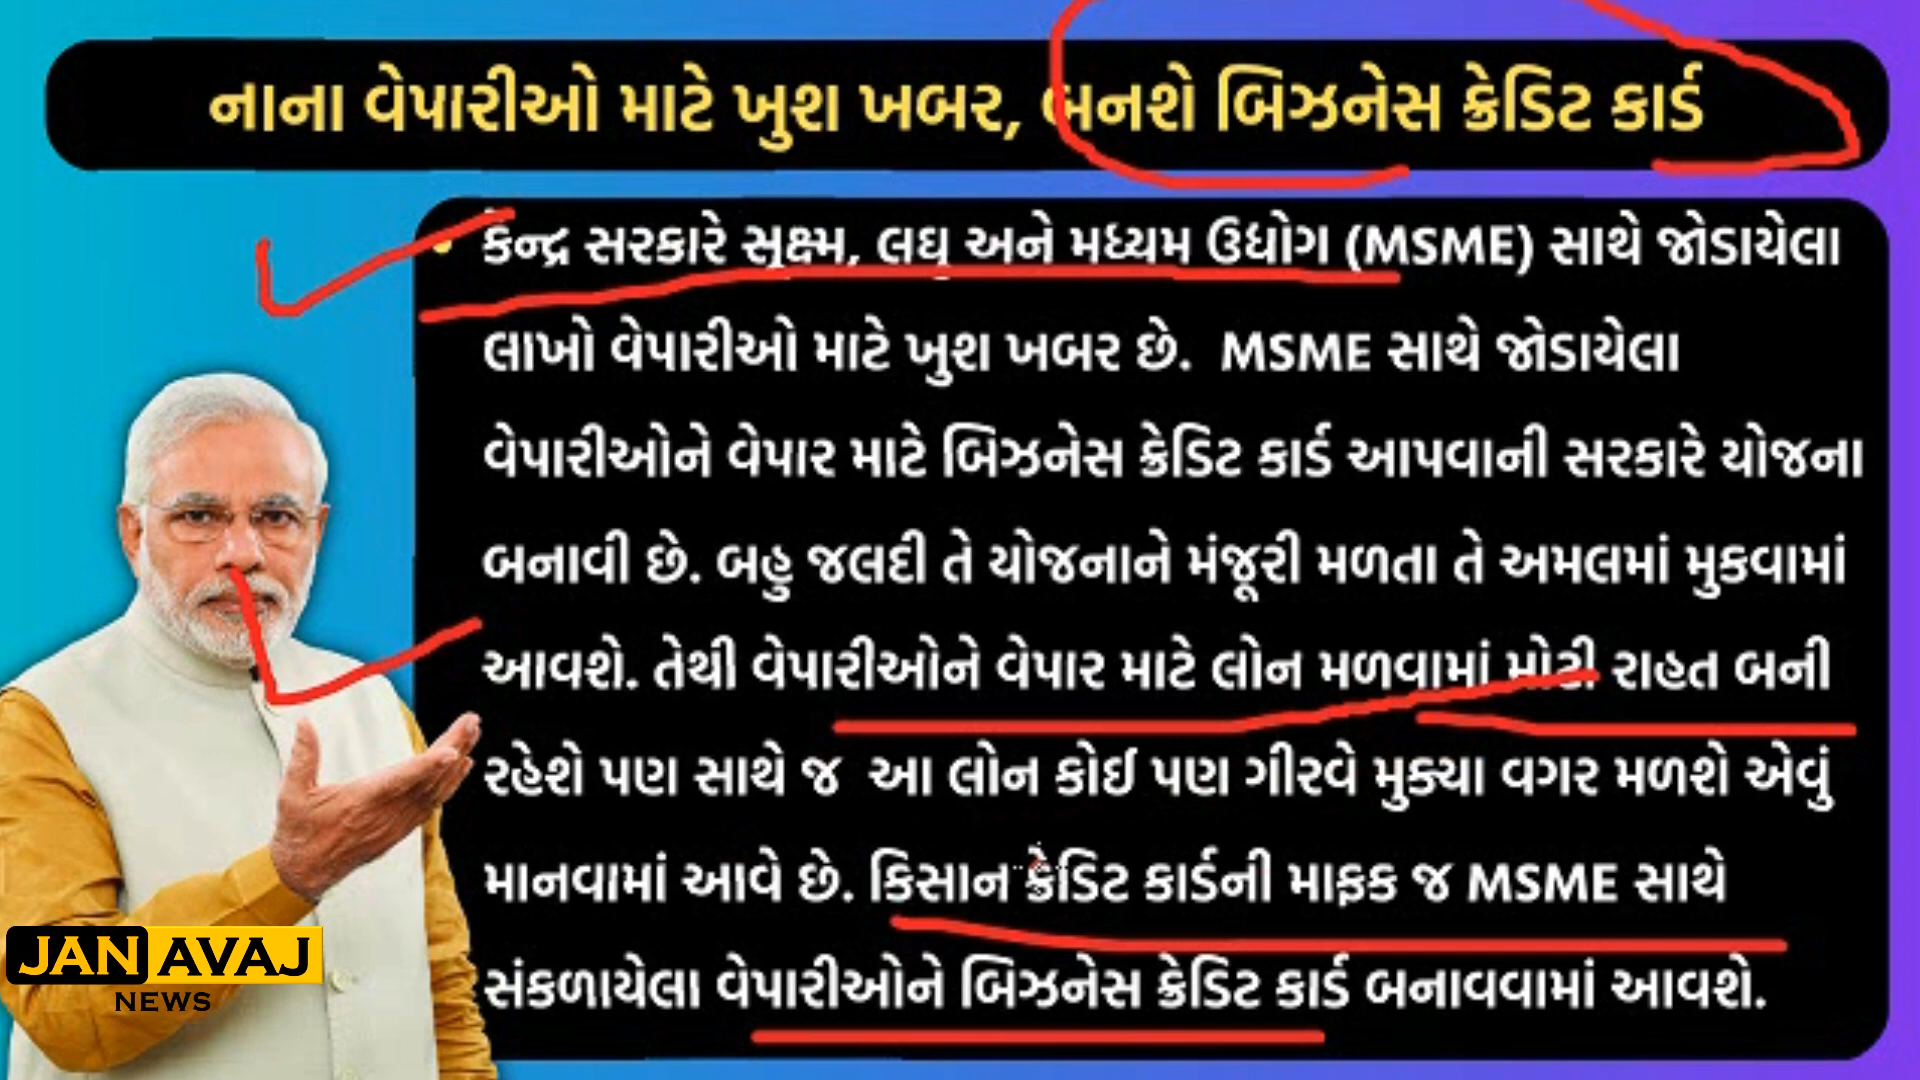 નાના વેપારીઓ માટે ખુશ ખબર, બનશે બિઝનેસ ક્રેડિટ કાર્ડ
કેન્દ્ર સરકારે સૂક્ષ્મ, લઘુ અને મધ્યમ ઉદ્યોગ (MSME) સાથે જોડાયેલા
લાખો વેપારીઓ માટે ખુશ ખબર છે. MSME સાથે જોડાયેલા
વેપારીઓને વેપાર માટે બિઝનેસ ક્રેડિટ કાર્ડ આપવાની સરકારે યોજના
બનાવી છે. બહુ જલદી તે યોજનાને મંજૂરી મળતા તે અમલમાં મુકવામાં
આવશે. તેથી વેપારીઓને વેપાર માટે લોન મળવામાં મોટી રાહત બની
રહેશે પણ સાથે જ આ લોન કોઈ પણ ગીરવે મુક્યા વગર મળશે એવું
માનવામાં આવે છે. કિસાન ક્રેડિટ કાર્ડની માફક જ MSME સાથે
સંકળાયેલા વેપારીઓને બિઝનેસ ક્રેડિટ કાર્ડ બનાવવામાં આવશે.
JAN AVAJ
NEWS